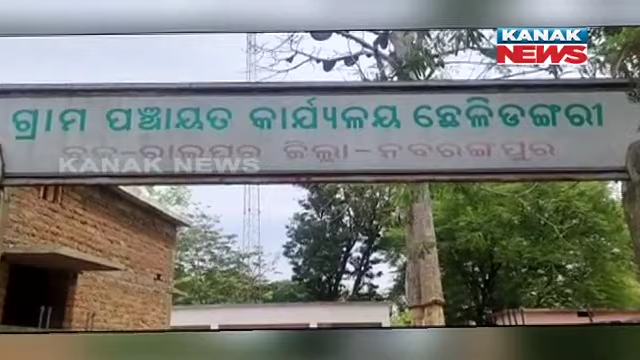 KANAK
NEWS
ଗ୍ରାମ ପଞ୍ଚାୟତ କାର୍ଯ୍ୟାଳୟ ଛେଳିଡଙ୍ଗରୀ
ଜିଲ୍ଲା-ନବରଙ୍ଗପୁର
KANAK NEWS